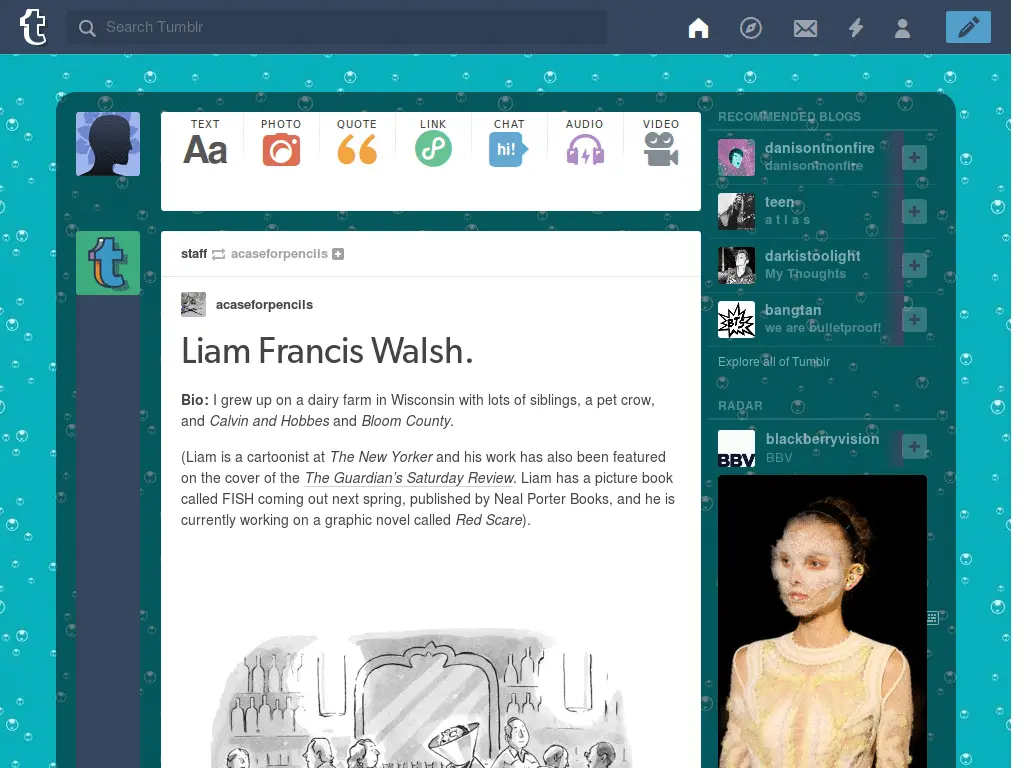 Search Tumblr
TEXT PHOTO QUOTE LINK CHAT AUDIO VIDEO
Aa
hi!
staff acaseforpencils
acaseforpencils
Liam Francis Walsh.
Bio: I grew up on a dairy farm in Wisconsin with lots of siblings, a pet crow,
and Calvin and Hobbes and Bloom County.
(Liam is a cartoonist at The New Yorker and his work has also been featured
on the cover of the The Guardian’s Saturday Review. Liam has a picture book
called FISH coming out next spring, published by Neal Porter Books, and he is
currently working on a graphic novel called Red Scare).
RECOMMENDED BLOGS
danisontnonfire
danisontnonfire
teen
a t l a s
darkistoolight
My Thoughts
BTS
bangtan
we are bulletproof!
Explore all of Tumblr
RADAR
BBV
blackberryvision
BBV